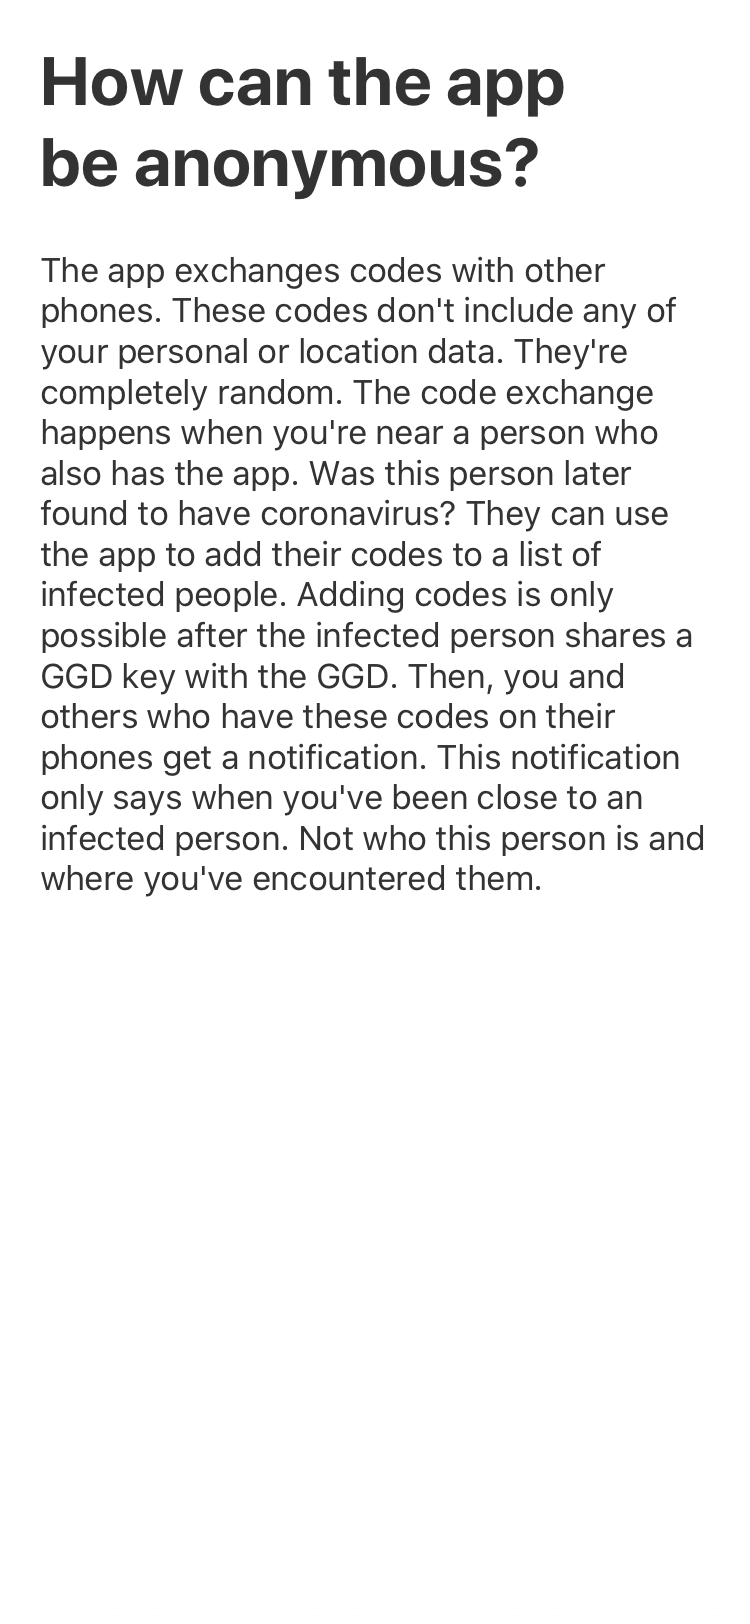 How can the app
be anonymous?
The app exchanges codes with other
phones. These codes don't include any of
your personal or location data. They're
completely random. The code exchange
happens when you're near a person who
also has the app. Was this person later
found to have coronavirus? They can use
the app to add their codes to a list of
infected people. Adding codes is only
possible after the infected person shares a
GGD key with the GGD. Then, you and
others who have these codes on their
phones get a notification. This notification
only says when you've been close to an
infected person. Not who this person is and
where you've encountered them.